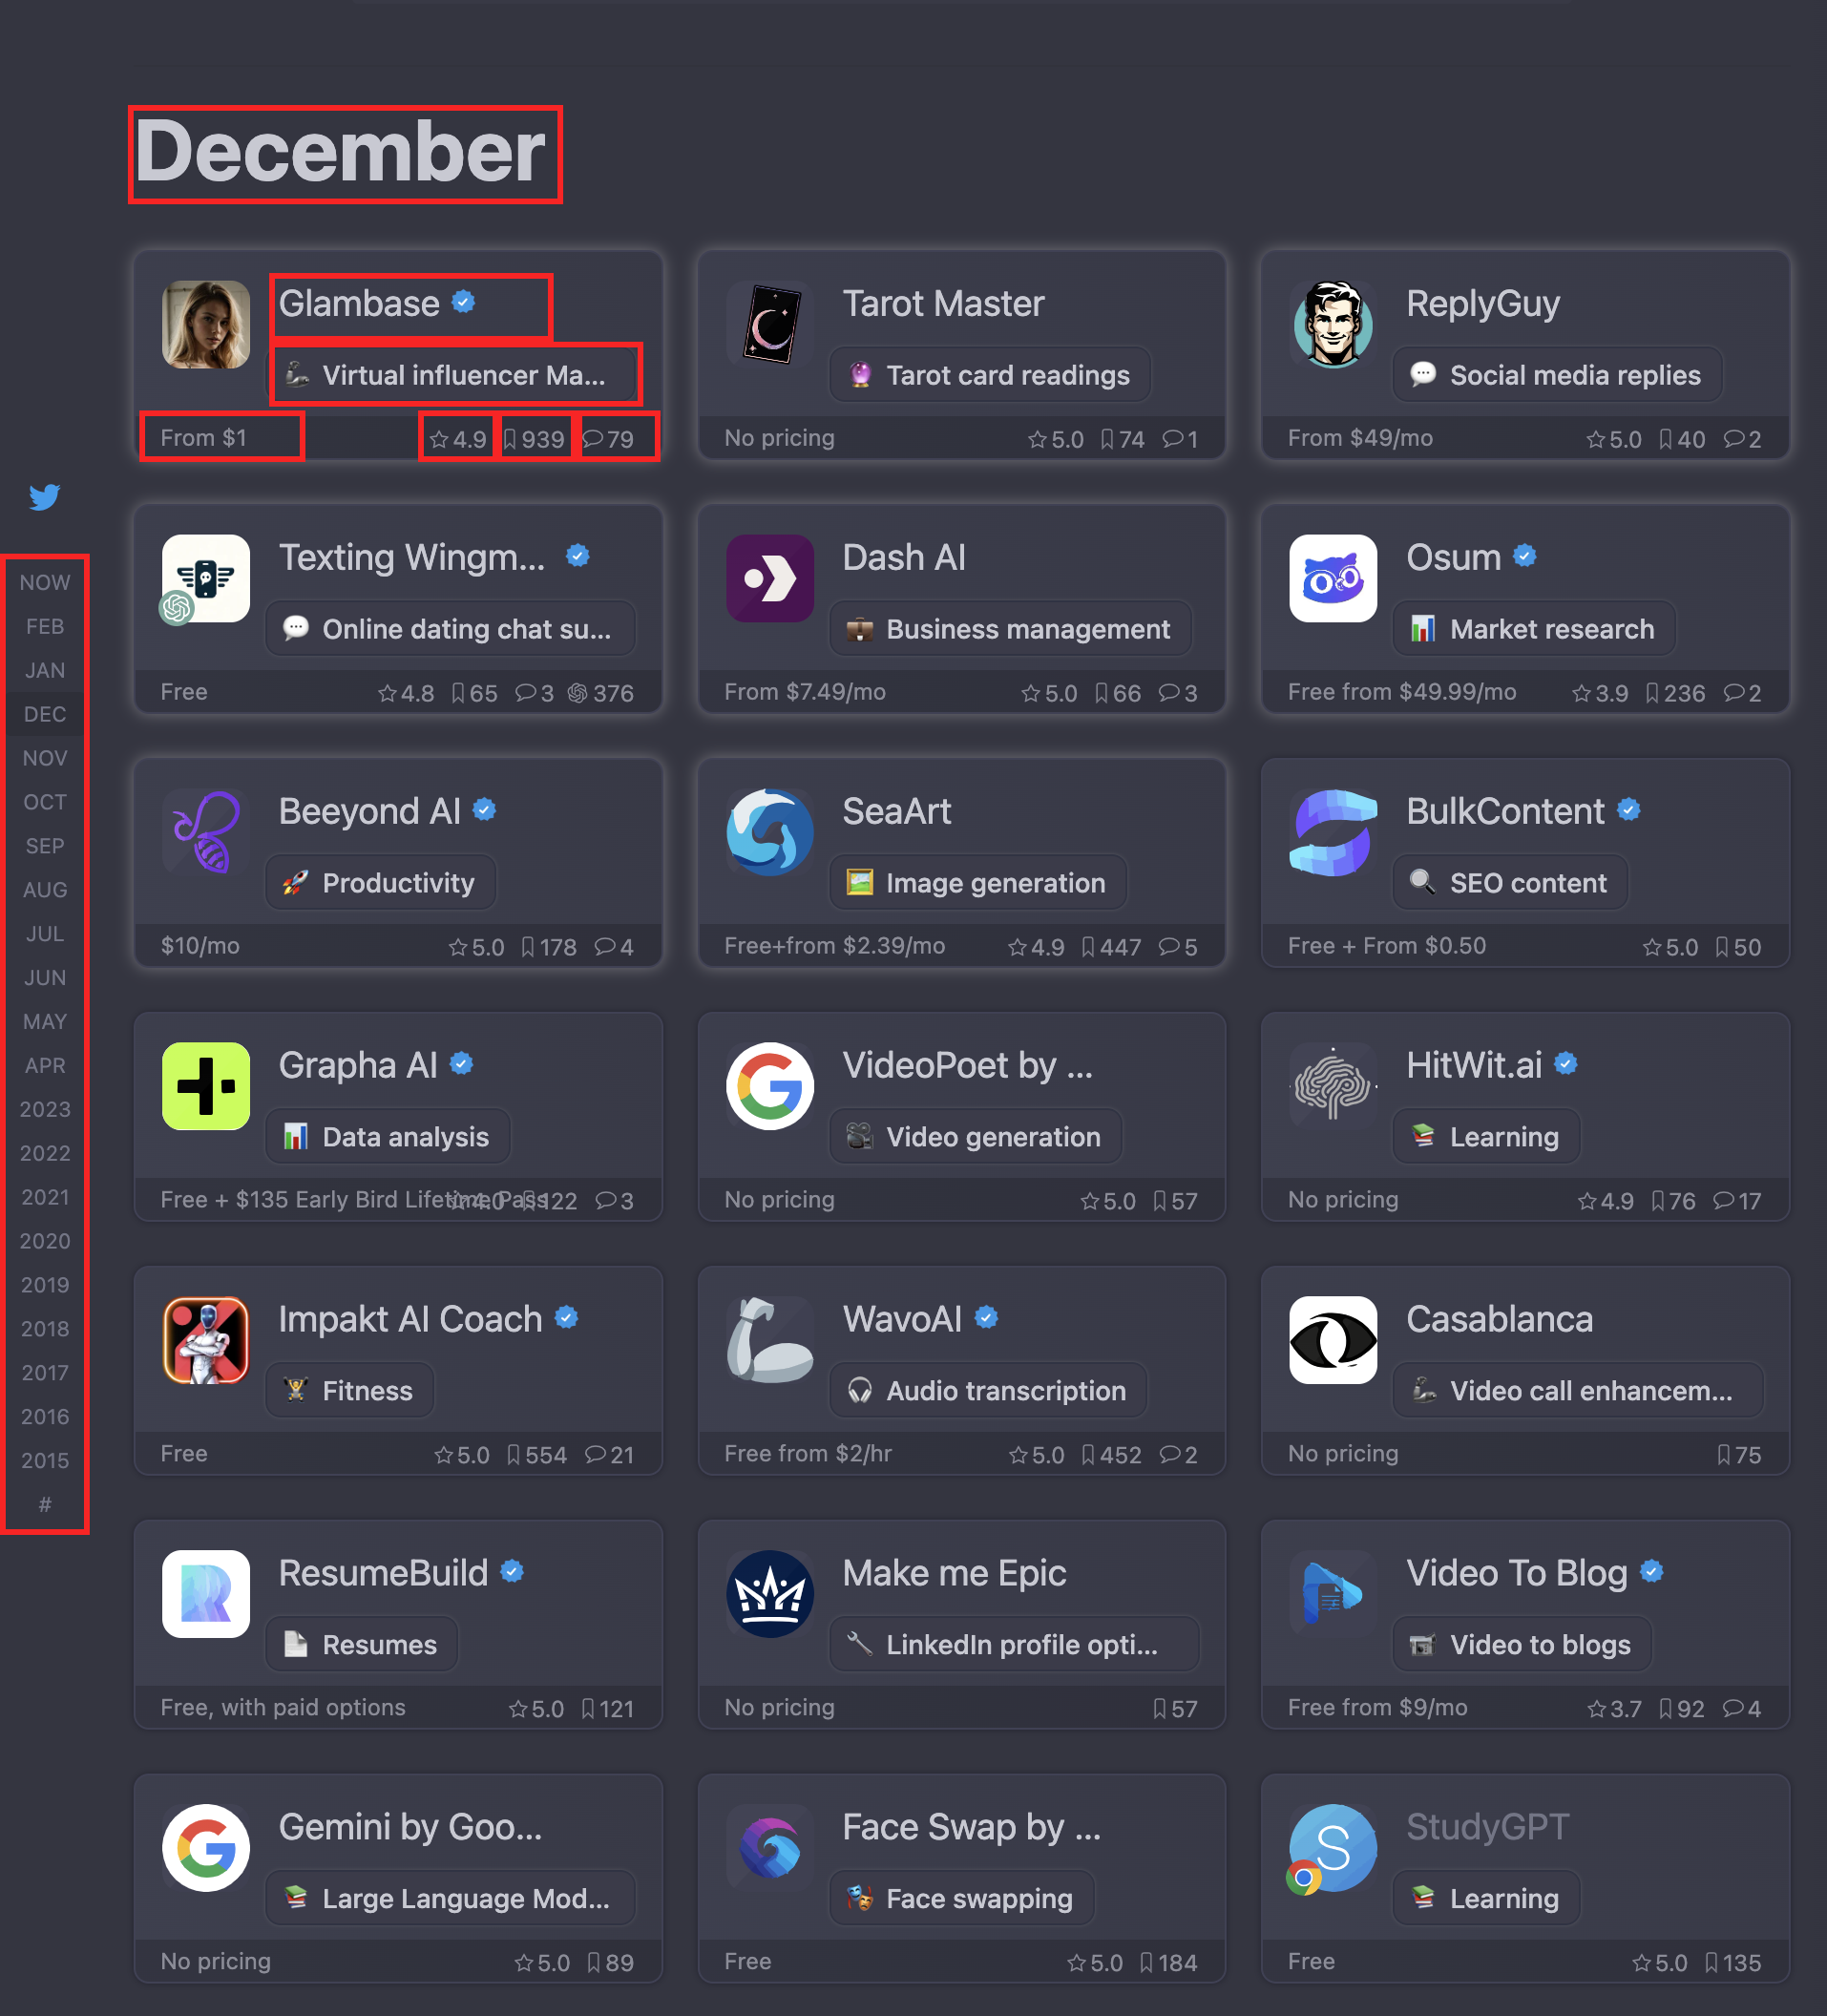 December
Glambase
Virtual influencer Ma...
From $1 4.9 939 79
Tarot Master
Tarot card readings
No pricing 5.0 74 1
ReplyGuy
Social media replies
From $49/mo 5.0 40 2
Texting Wingm...
Online dating chat su...
Free 4.8 65 3 376
Dash AI
Business management
From $7.49/mo 5.0 66 3
Osum
Market research
Free from $49.99/mo 3.9 236 2
Beeyond AI
Productivity
$10/mo 5.0 178 4
SeaArt
Image generation
Free+from $2.39/mo 4.9 447 5
BulkContent
SEO content
Free + From $0.50 5.0 50
Grapha AI
Data analysis
Free + $135 Early Bird Lifetime Pass 4.0 122 3
VideoPoet by ...
Video generation
No pricing 5.0 57
HitWit.ai
Learning
No pricing 4.9 76 17
Impakt AI Coach
Fitness
Free 5.0 554 21
WavoAI
Audio transcription
Free from $2/hr 5.0 452 2
Casablanca
Video call enhancem...
No pricing 75
ResumeBuild
Resumes
Free, with paid options 5.0 121
Make me Epic
LinkedIn profile opti...
No pricing 57
Video To Blog
Video to blogs
Free from $9/mo 3.7 92 4
Gemini by Goo...
Large Language Mod...
No pricing 5.0 89
Face Swap by ...
Face swapping
Free 5.0 184
StudyGPT
Learning
Free 5.0 135
NOW
FEB
JAN
DEC
NOV
OCT
SEP
AUG
JUL
JUN
MAY
APR
2023
2022
2021
2020
2019
2018
2017
2016
2015
#